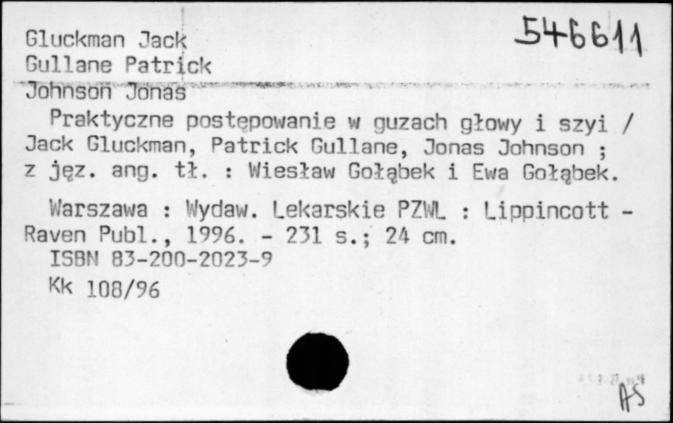 546611
Gluckman Jack
Gullane Patrick
Johnson Jonas
Praktyczne postępowanie w guzach głowy i szyi /
Jack Gluckman, Patrick Gullane, Jonas Johnson ;
z jęz. ang. tł. : Wiesław Gołąbek i Ewa Gołąbek.
Warszawa : Wydaw. Lekarskie PZWL : Lippincott -
Raven Publ., 1996. - 231 s.; 24 cm.
ISBN 83-200-2023-9
Kk 108/96
AS